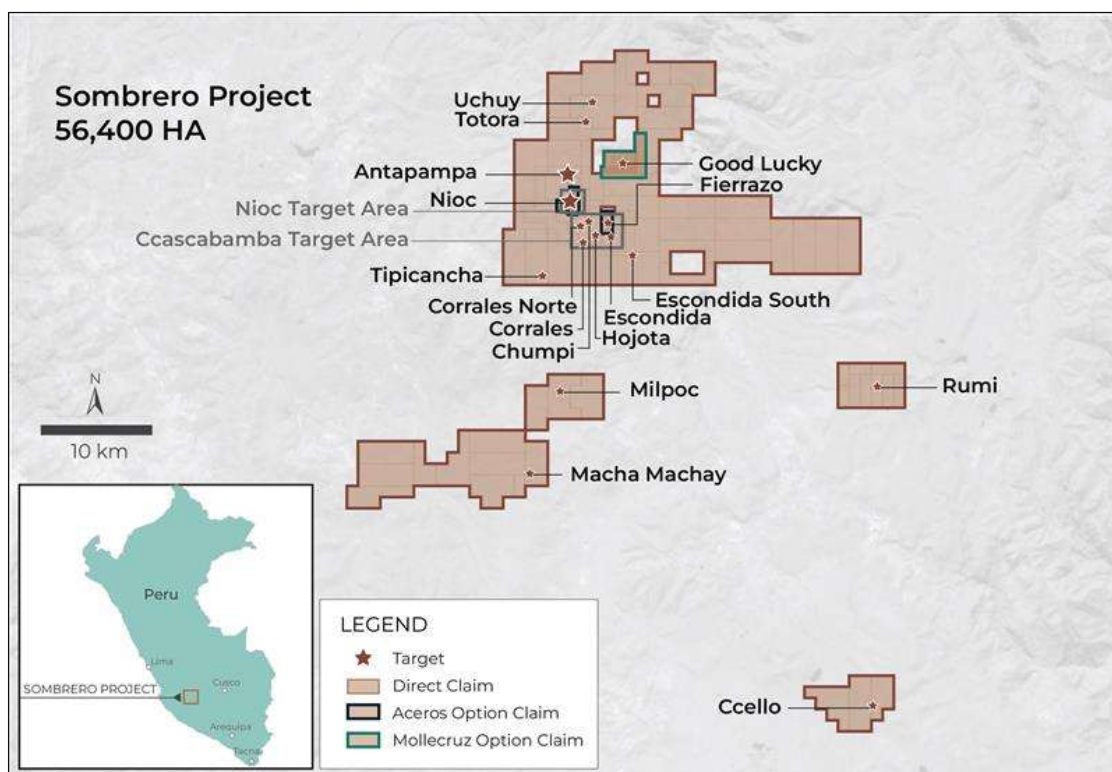 Sombrero Project
56,400 HA
Uchuy
Totora
Antapampa
Nioc
Nioc Target Area
Ccascabamba Target Area
Tipicancha
Good Lucky
Fierrazo
Corrales Norte
Corrales
Chumpi
Escondida South
Escondida
Hojota
Milpoc
Rumi
Macha Machay
N
10 km
Peru
Lima
Cusco
SOMBRERO PROJECT
Arequipa
Tacna
LEGEND
Target
Direct Claim
Aceros Option Claim
Mollecruz Option Claim
Ccello